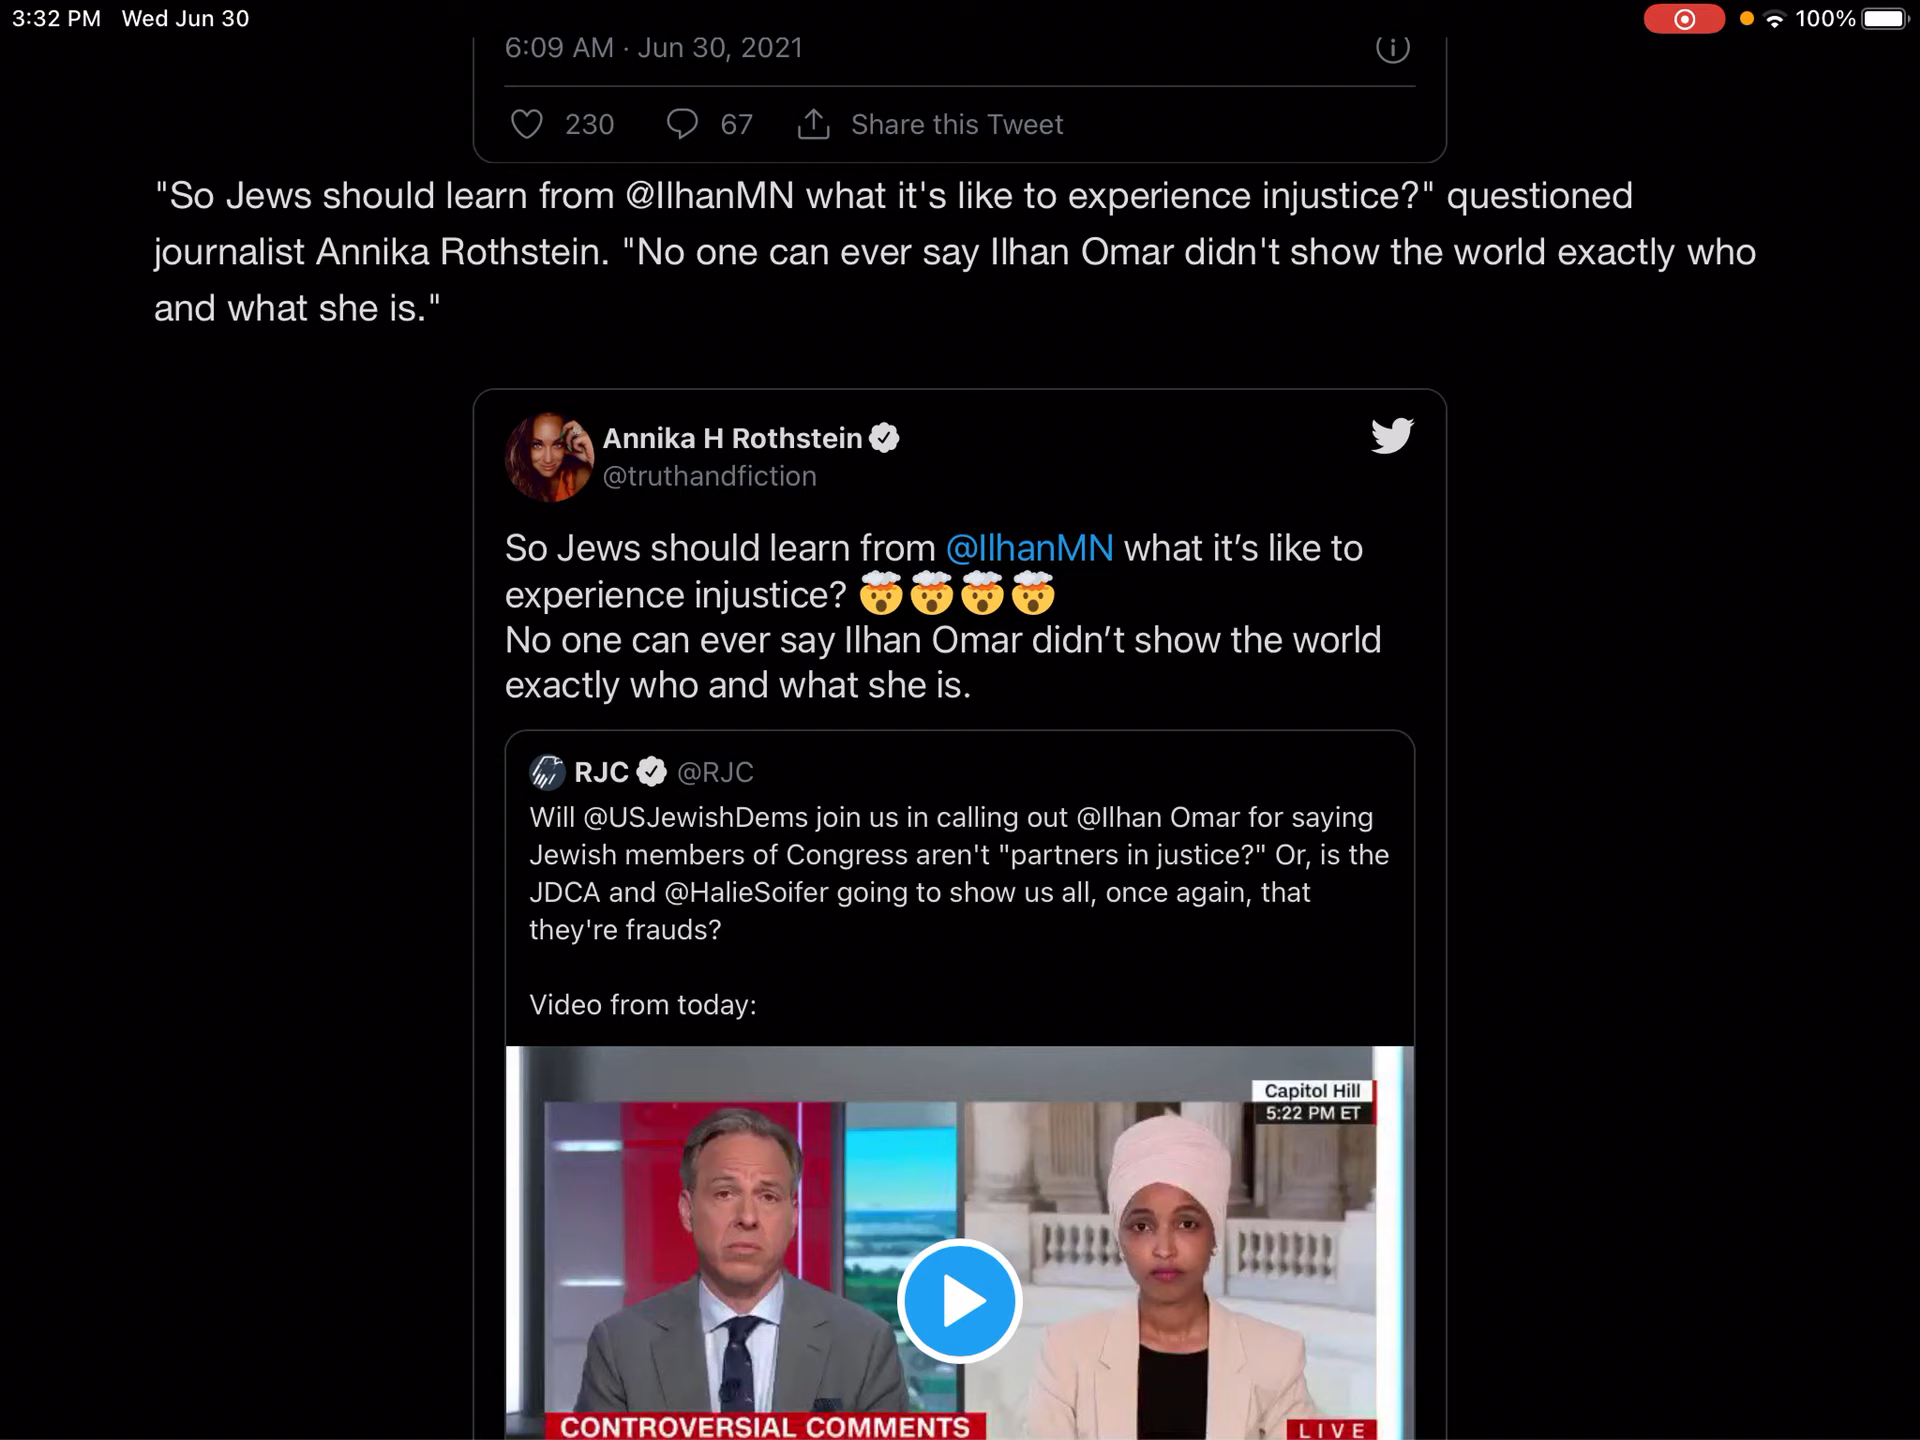 3:32 PM Wed Jun 30
100%
6:09 AM · Jun 30, 2021
230 67 Share this Tweet
"So Jews should learn from @IlhanMN what it's like to experience injustice?" questioned
journalist Annika Rothstein. "No one can ever say Ilhan Omar didn't show the world exactly who
and what she is."
Annika H Rothstein
@truthandfiction
So Jews should learn from @IlhanMN what it’s like to
experience injustice? 🤯🤯🤯🤯
No one can ever say Ilhan Omar didn’t show the world
exactly who and what she is.
RJC @RJC
Will @USJewishDems join us in calling out @Ilhan Omar for saying
Jewish members of Congress aren't "partners in justice?" Or, is the
JDCA and @HalieSoifer going to show us all, once again, that
they're frauds?
Video from today:
Capitol Hill
5:22 PM ET
CONTROVERSIAL COMMENTS
LIVE